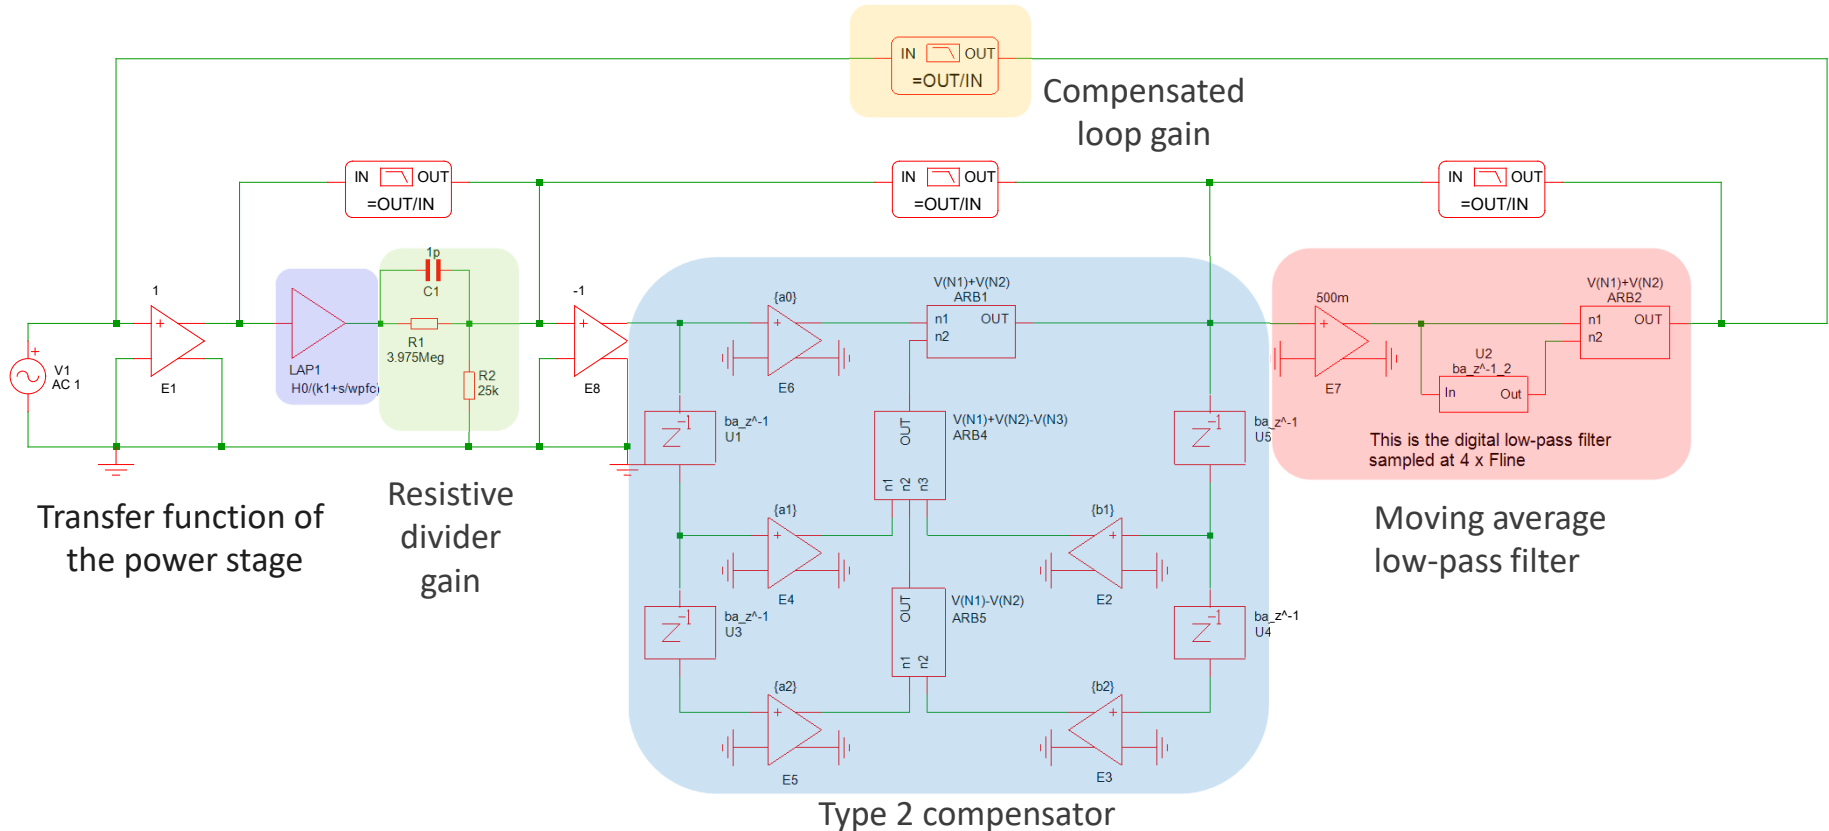 IN OUT
=OUT/IN
Compensated
loop gain
IN OUT
=OUT/IN
IN OUT
=OUT/IN
IN OUT
=OUT/IN
1p
C1
R1
3.975Meg
R2
25k
LAP1
H0/(k1+s/wpfc)
V1
AC 1
1
+
E1
-1
+
E8
{a0}
+
E6
V(N1)+V(N2)
ARB1
n1
n2
OUT
500m
+
E7
V(N1)+V(N2)
ARB2
n1
n2
OUT
U2
ba_z^-1_2
In Out
This is the digital low-pass filter
sampled at 4 x Fline
Z-1
ba_z^-1
U1
OUT
n1 n2 n3
V(N1)+V(N2)-V(N3)
ARB4
Z-1
ba_z^-1
U5
Transfer function of
the power stage
Resistive
divider
gain
Moving average
low-pass filter
{a1}
+
E4
{b1}
+
E2
Z-1
ba_z^-1
U3
OUT
n1 n2
V(N1)-V(N2)
ARB5
Z-1
ba_z^-1
U4
{a2}
+
E5
{b2}
+
E3
Type 2 compensator